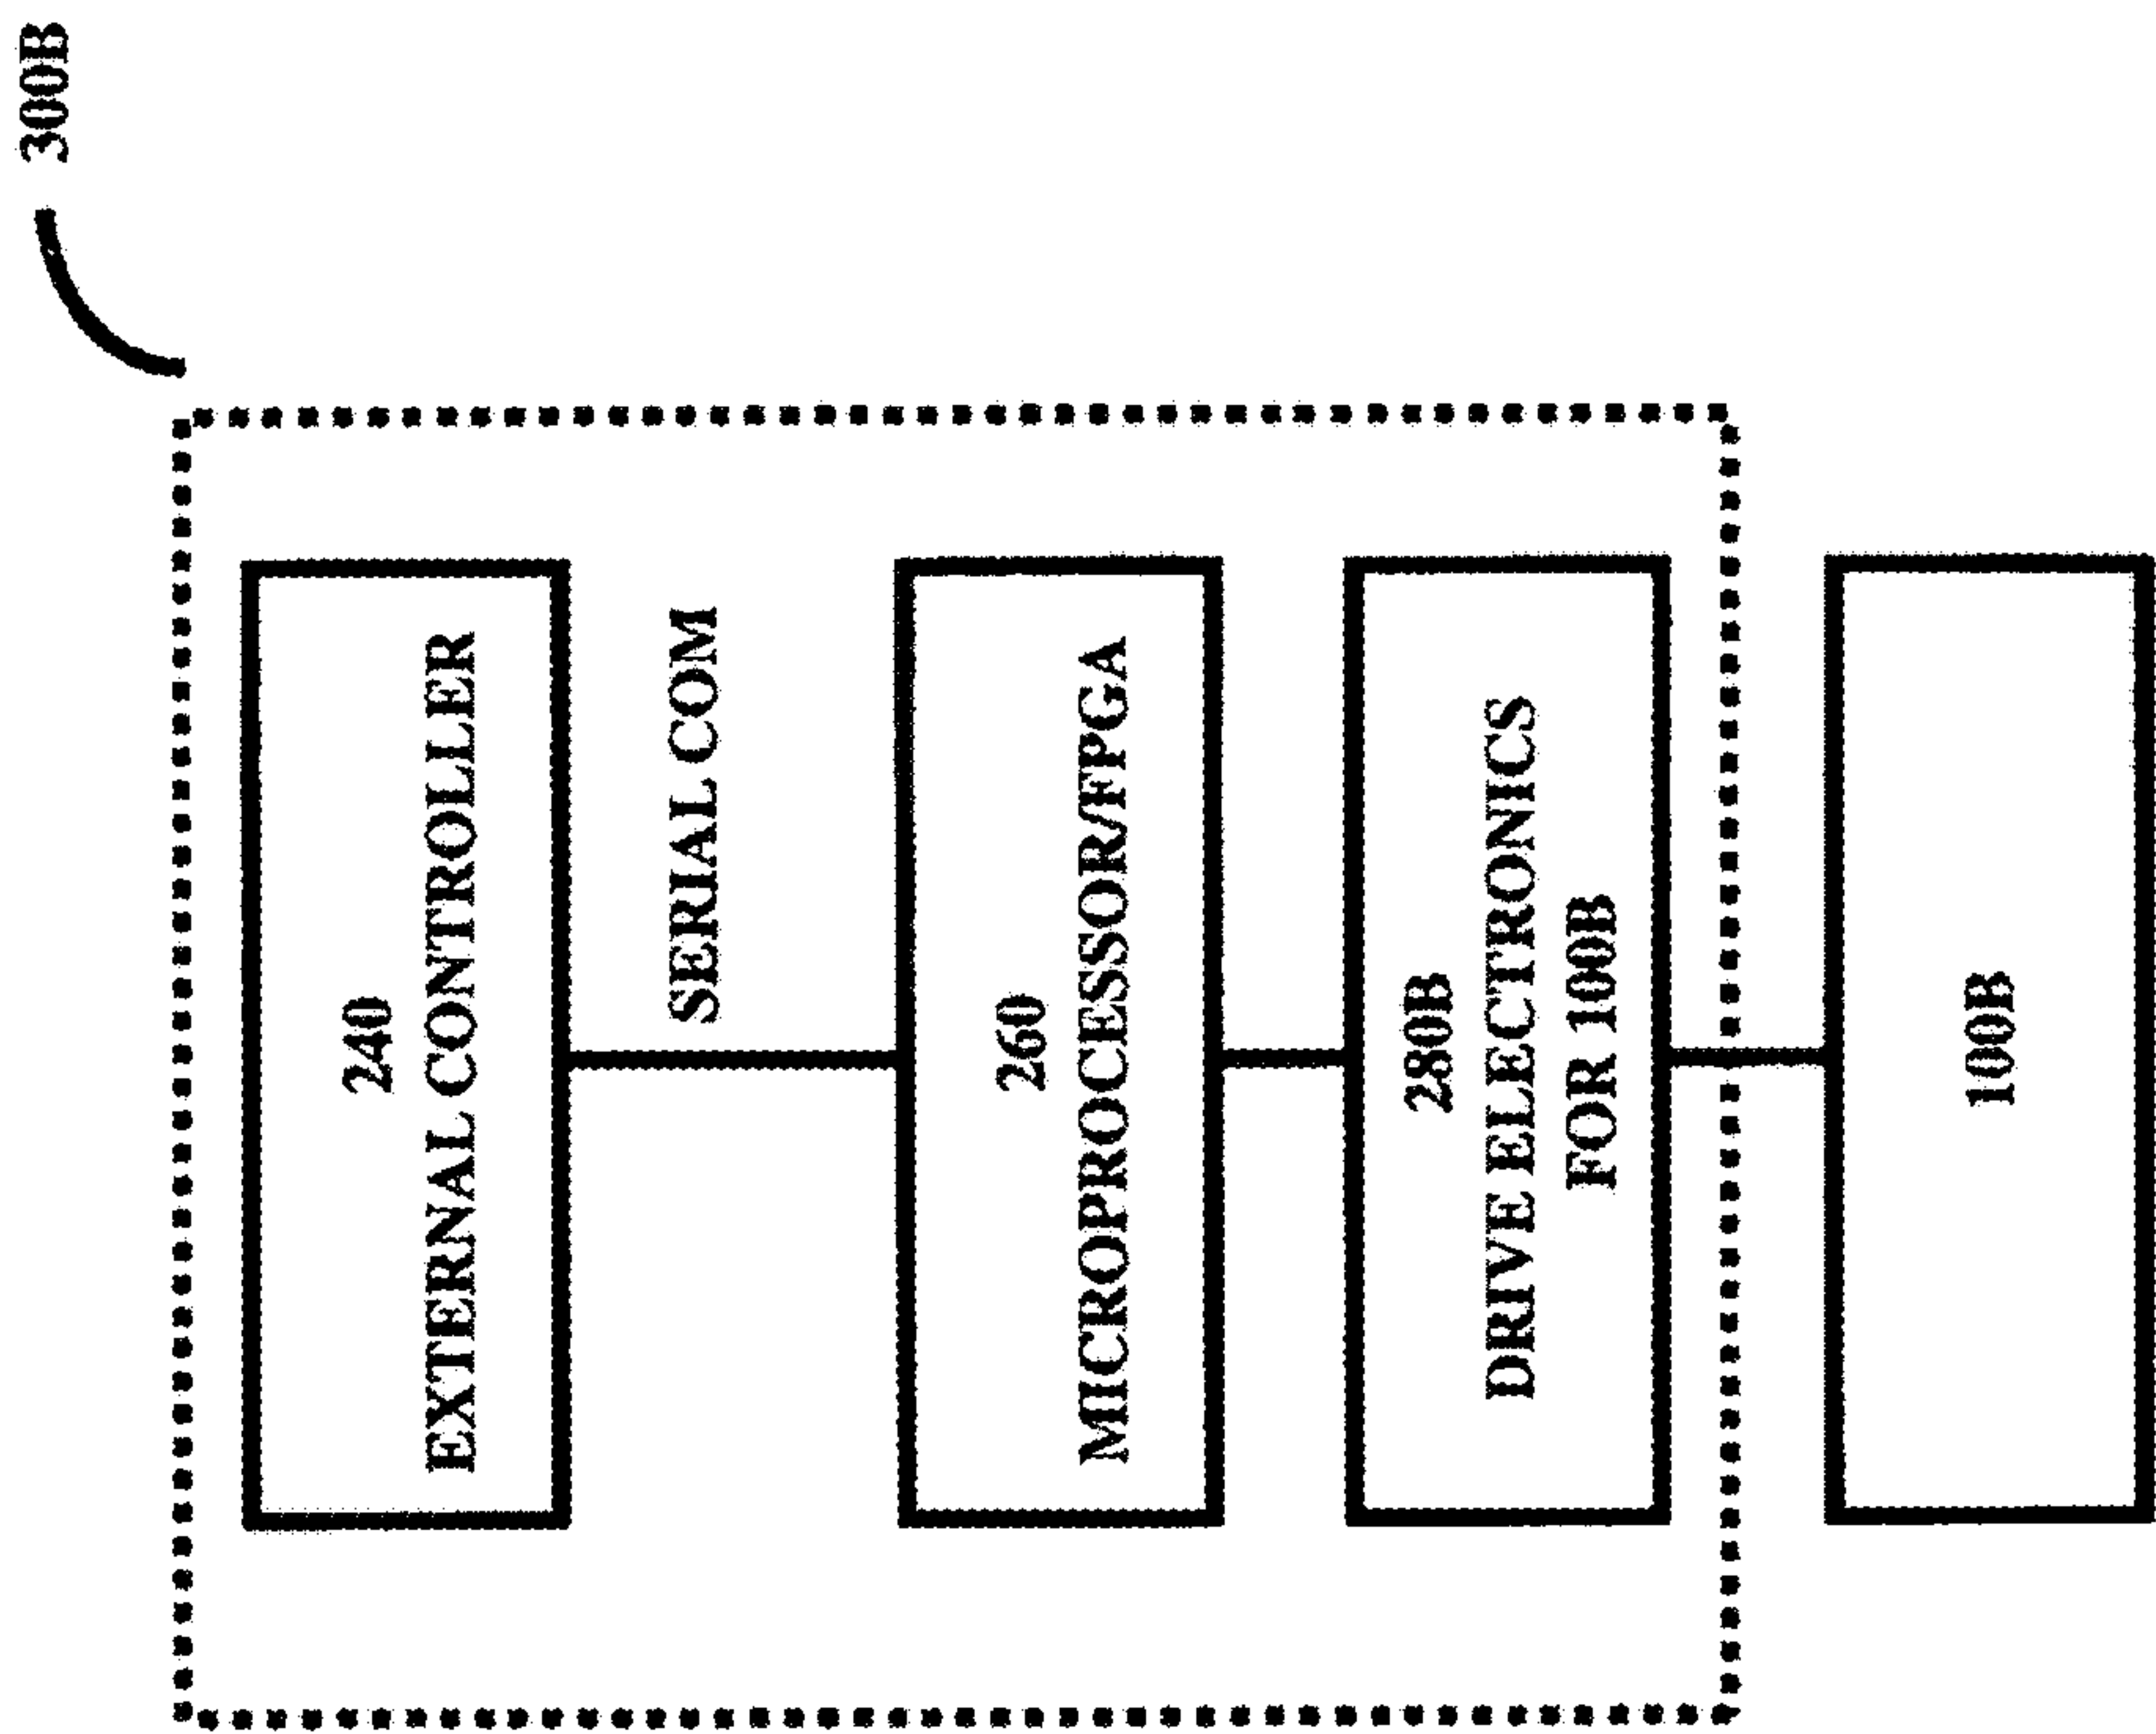 300B
240
EXTERNAL CONTROLLER
SERIAL COM
260
MICROPROCESSOR/FPGA
280B
DRIVE ELECTRONICS
FOR 100B
100B